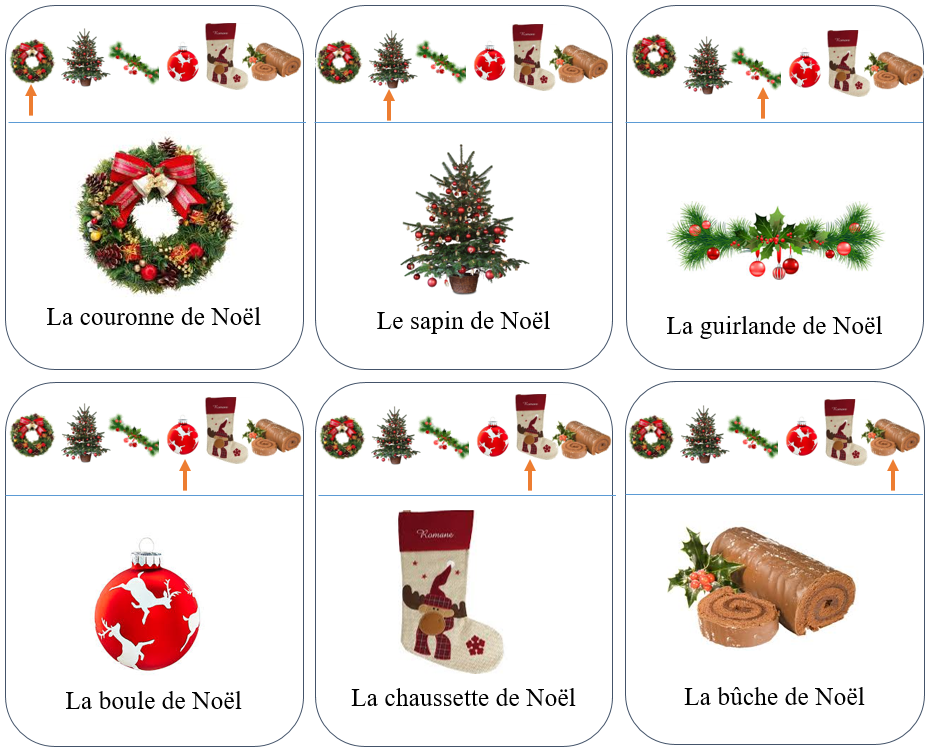 La couronne de Noël
Le sapin de Noël
La guirlande de Noël
La boule de Noël
Romane
La chaussette de Noël
La bûche de Noël